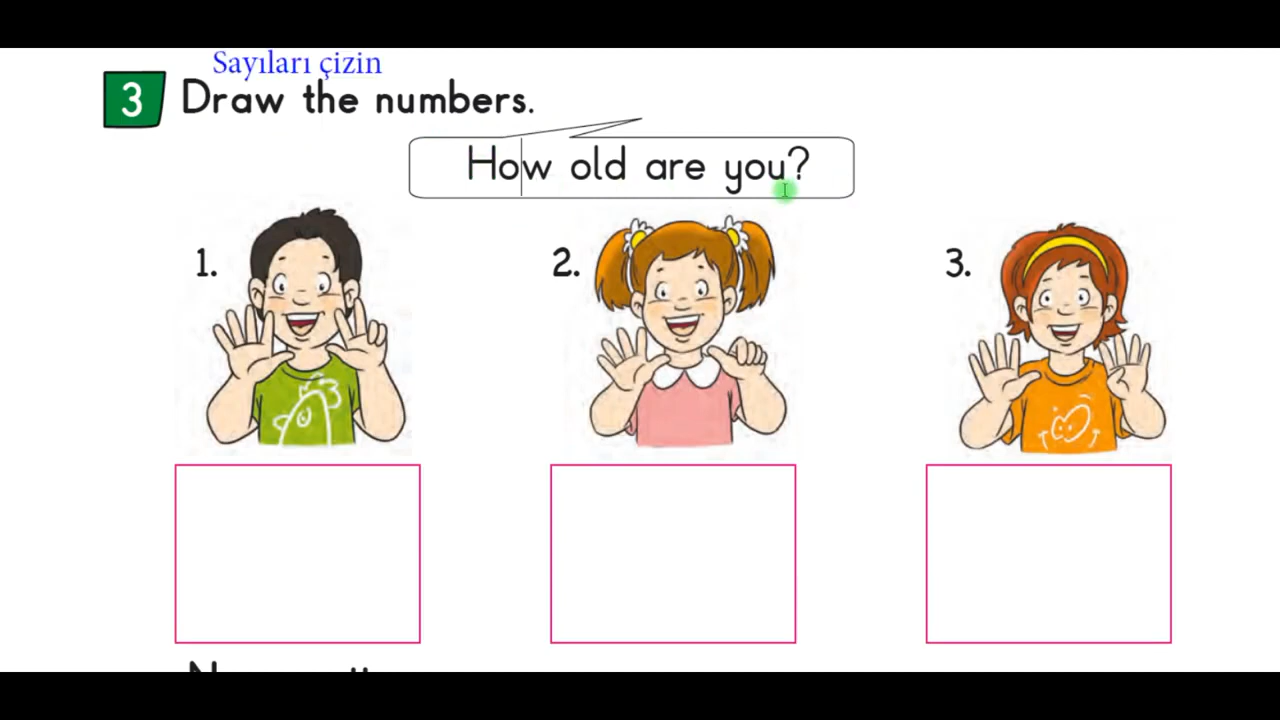 Sayıları çizin
3 Draw the numbers.
How old are you?
1. 2. 3.